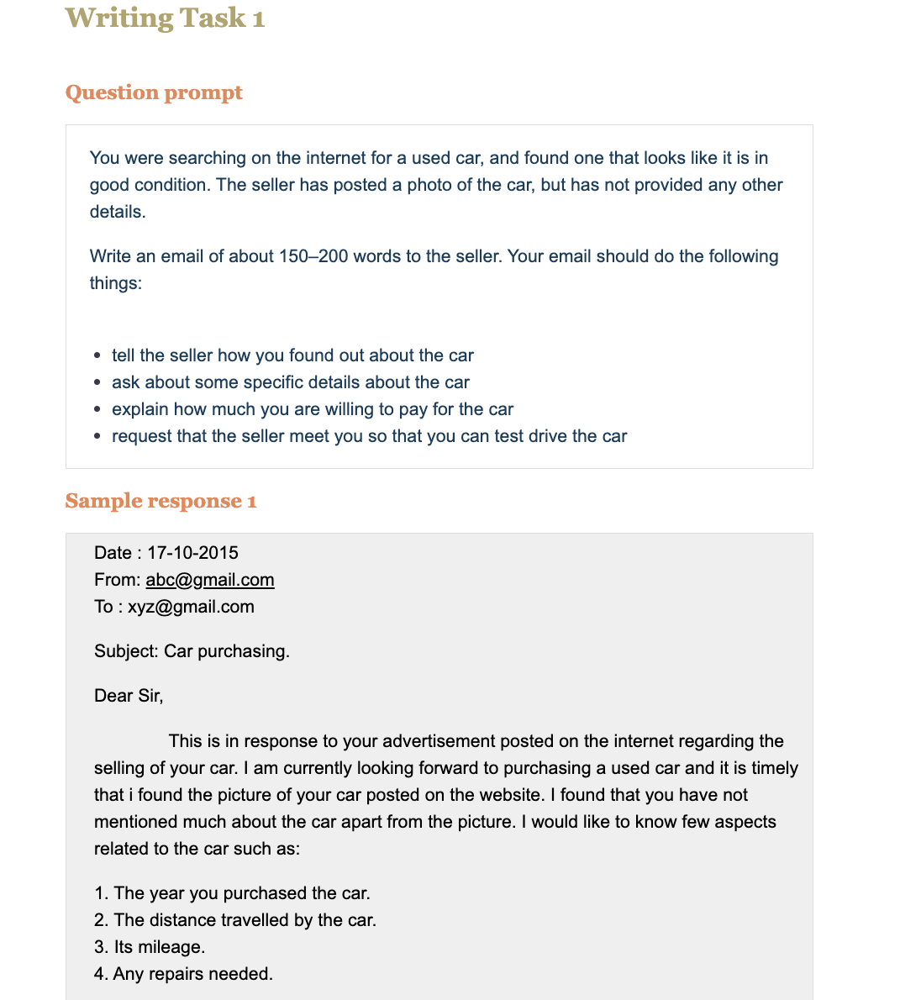 Writing Task 1
Question prompt
You were searching on the internet for a used car, and found one that looks like it is in
good condition. The seller has posted a photo of the car, but has not provided any other
details.
Write an email of about 150–200 words to the seller. Your email should do the following
things:
• tell the seller how you found out about the car
• ask about some specific details about the car
• explain how much you are willing to pay for the car
• request that the seller meet you so that you can test drive the car
Sample response 1
Date : 17-10-2015
From: abc@gmail.com
To : xyz@gmail.com
Subject: Car purchasing.
Dear Sir,
This is in response to your advertisement posted on the internet regarding the
selling of your car. I am currently looking forward to purchasing a used car and it is timely
that i found the picture of your car posted on the website. I found that you have not
mentioned much about the car apart from the picture. I would like to know few aspects
related to the car such as:
1. The year you purchased the car.
2. The distance travelled by the car.
3. Its mileage.
4. Any repairs needed.